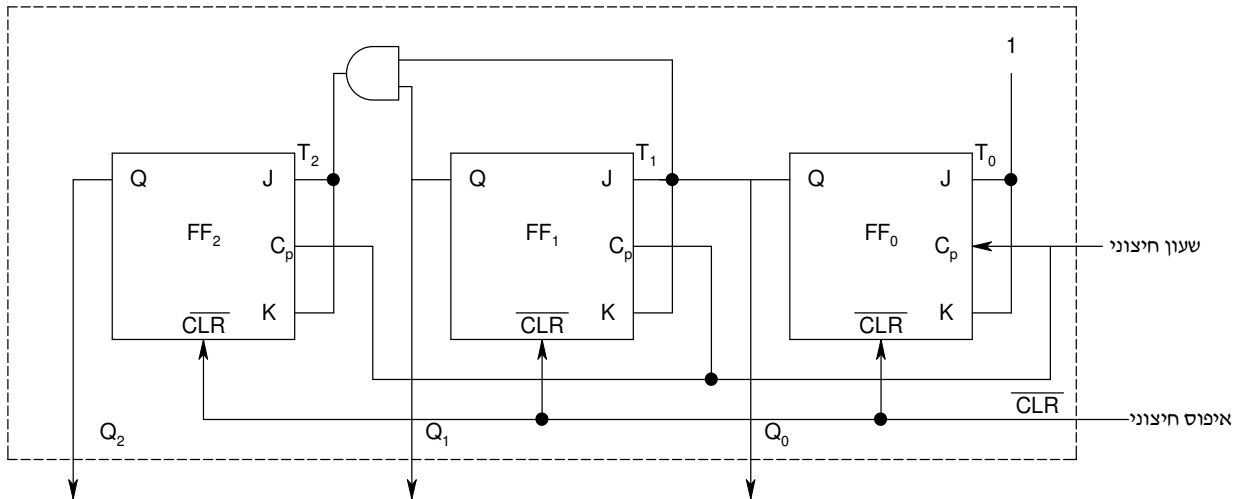 1
T₂
T₁
T₀
Q
J
Q
J
Q
J
FF₂
Cₚ
FF₁
Cₚ
FF₀
Cₚ
שעון חיצוני
K
K
K
CLR
CLR
CLR
CLR
איפוס חיצוני
Q₂
Q₁
Q₀